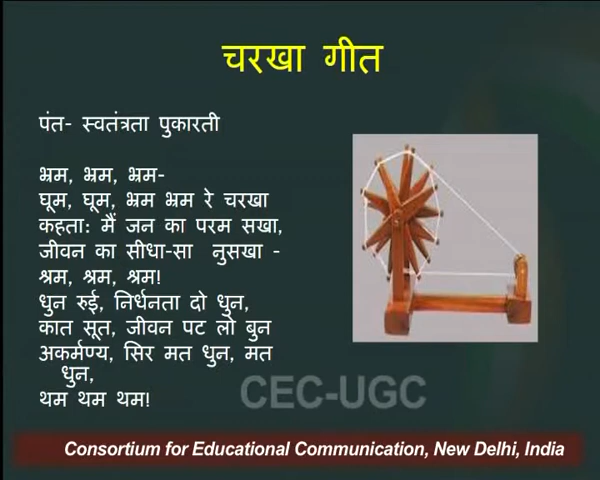 चरखा गीत
पंत- स्वतंत्रता पुकारती
भ्रम, भ्रम, भ्रम-
घूम, घूम, भ्रम भ्रम रे चरखा
कहता: मैं जन का परम सखा,
जीवन का सीधा-सा नुसखा -
श्रम, श्रम, श्रम!
धुन रुई, निर्धनता दो धुन,
कात सूत, जीवन पट लो बुन
अकर्मण्य, सिर मत धुन, मत
धुन,
थम थम थम!
CEC-UGC
Consortium for Educational Communication, New Delhi, India